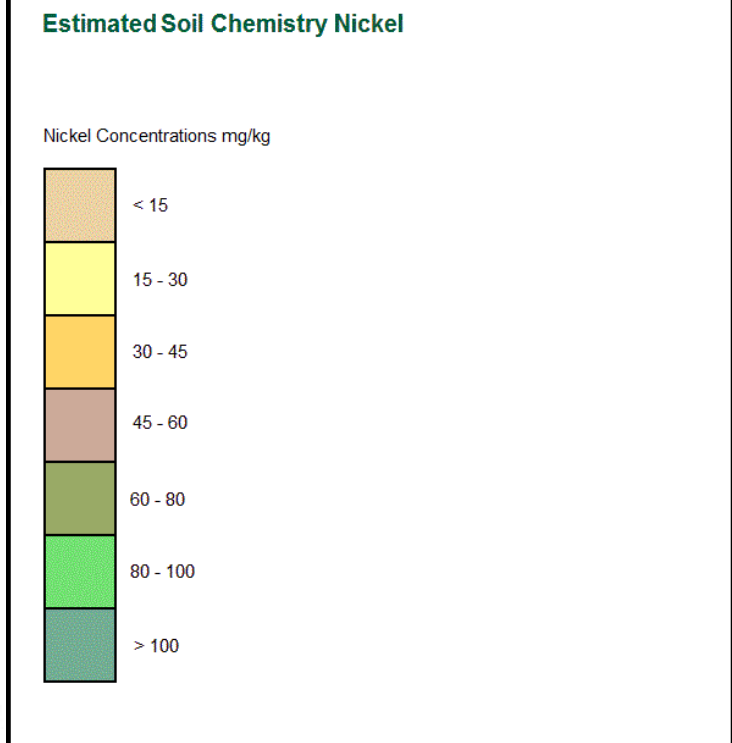 Estimated Soil Chemistry Nickel
Nickel Concentrations mg/kg
< 15
15 - 30
30 - 45
45 - 60
60 - 80
80 - 100
> 100